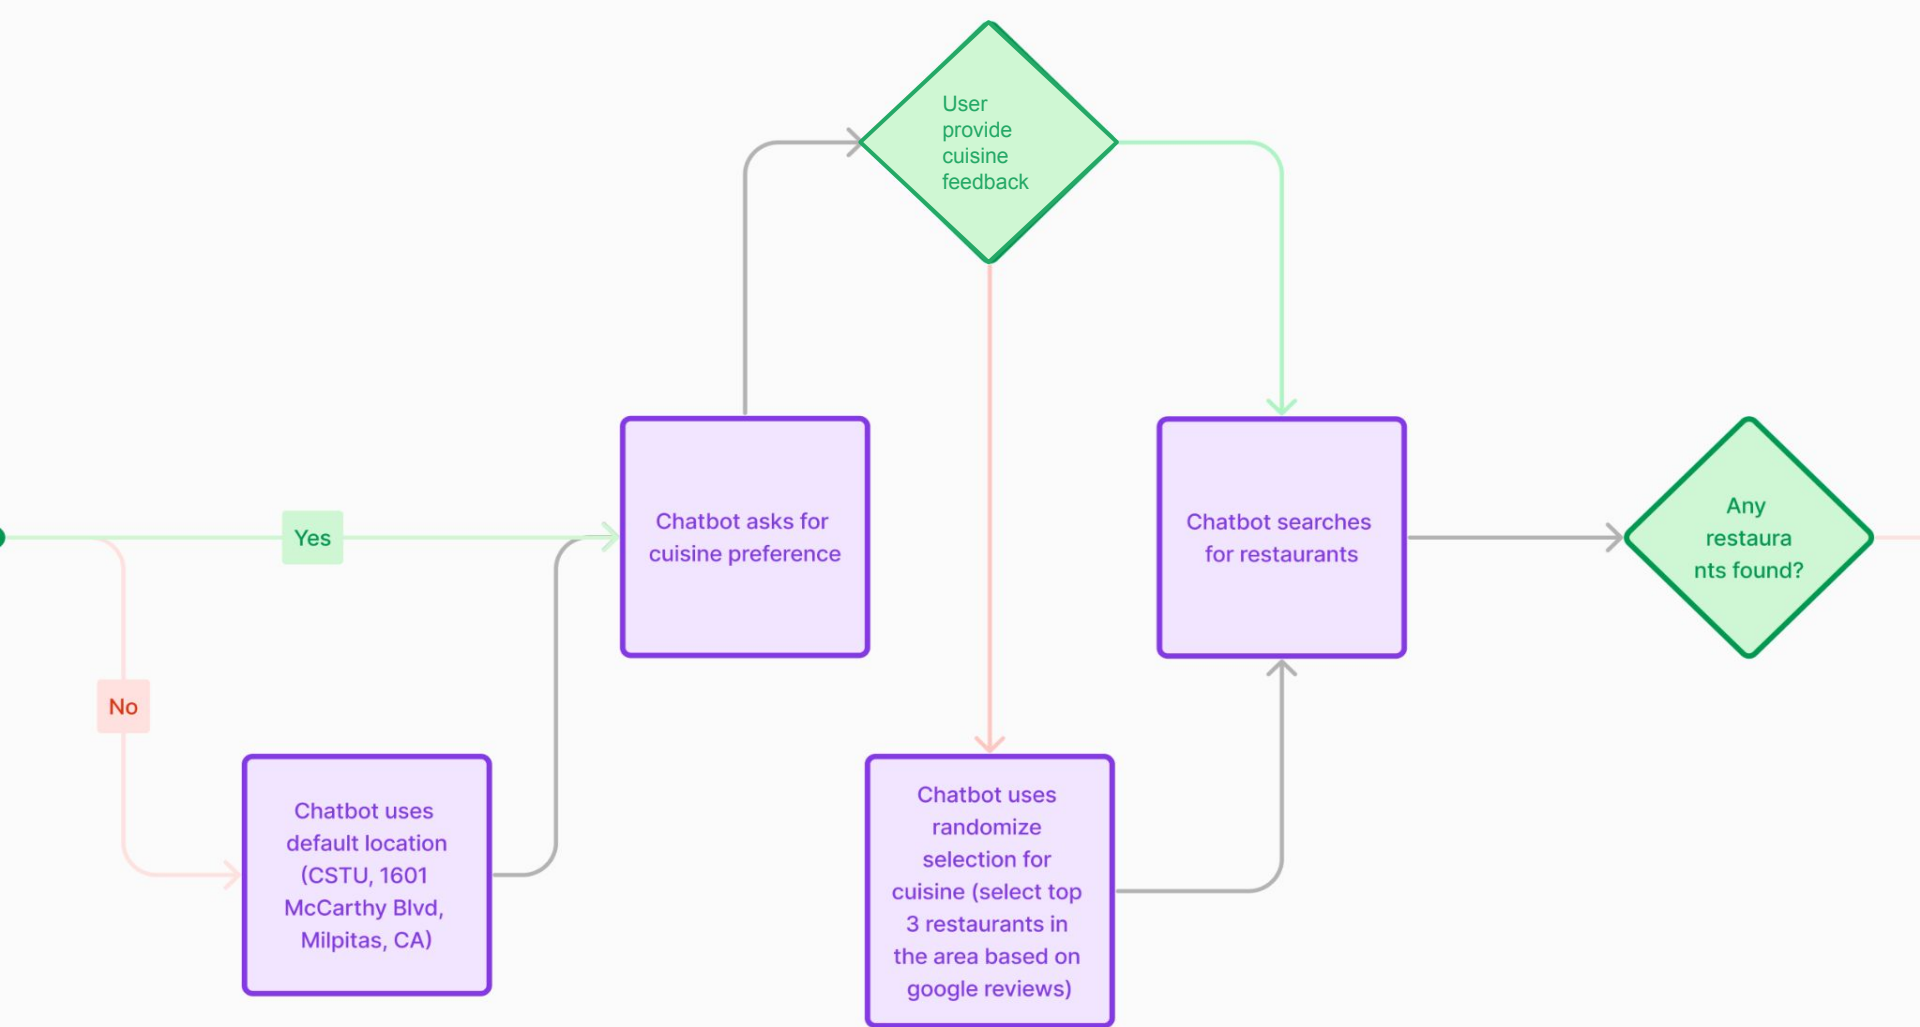 User
provide
cuisine
feedback
Yes
Chatbot asks for
cuisine preference
Chatbot searches
for restaurants
Any
restaura
nts found?
No
Chatbot uses
default location
(CSTU, 1601
McCarthy Blvd,
Milpitas, CA)
Chatbot uses
randomize
selection for
cuisine (select top
3 restaurants in
the area based on
google reviews)